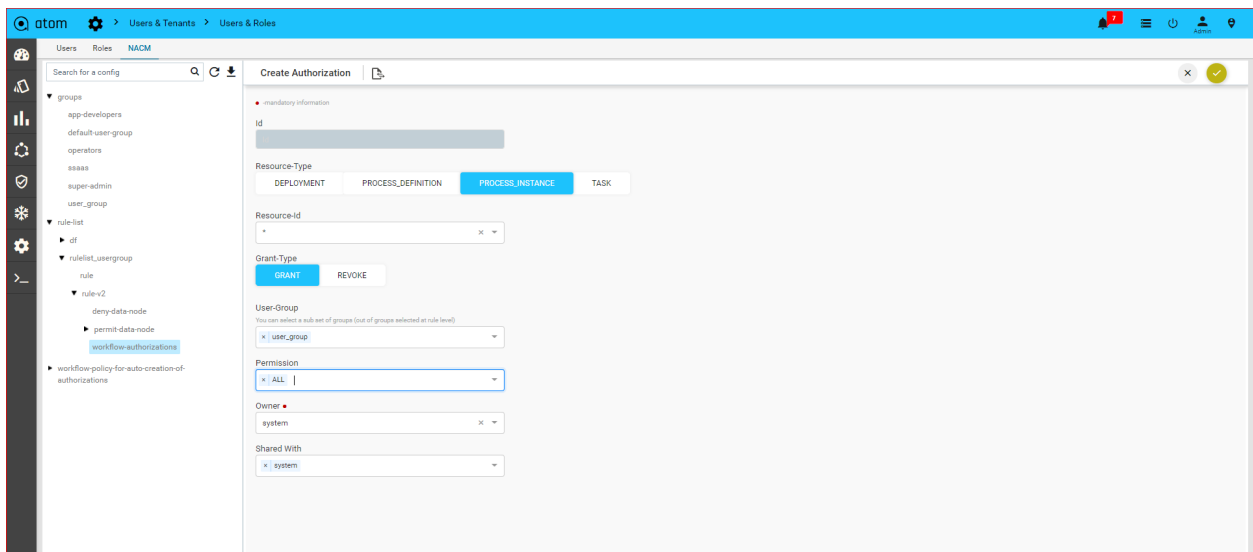 atom > Users & Tenants > Users & Roles 7 Admin
Users Roles NACM
Search for a config
Create Authorization
groups
app-developers
default-user-group
operators
ssaas
super-admin
user_group
rule-list
df
rulelist_usergroup
rule
rule-v2
deny-data-node
permit-data-node
workflow-authorizations
workflow-policy-for-auto-creation-of-
authorizations
-mandatory information
Id
Resource-Type
DEPLOYMENT PROCESS_DEFINITION PROCESS_INSTANCE TASK
Resource-Id
*
Grant-Type
GRANT REVOKE
User-Group
You can select a sub set of groups (out of groups selected at rule level)
× user_group
Permission
× ALL
Owner
system
Shared With
× system